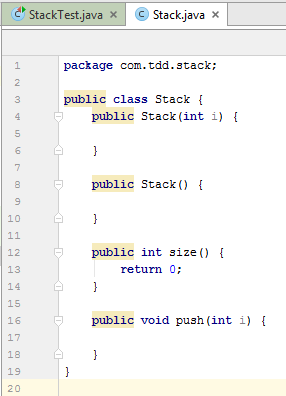 StackTest.java × Stack.java ×
1 package com.tdd.stack;
2
3 public class Stack {
4 public Stack(int i) {
5
6 }
7
8 public Stack() {
9
10 }
11
12 public int size() {
13 return 0;
14 }
15
16 public void push(int i) {
17
18 }
19 }
20